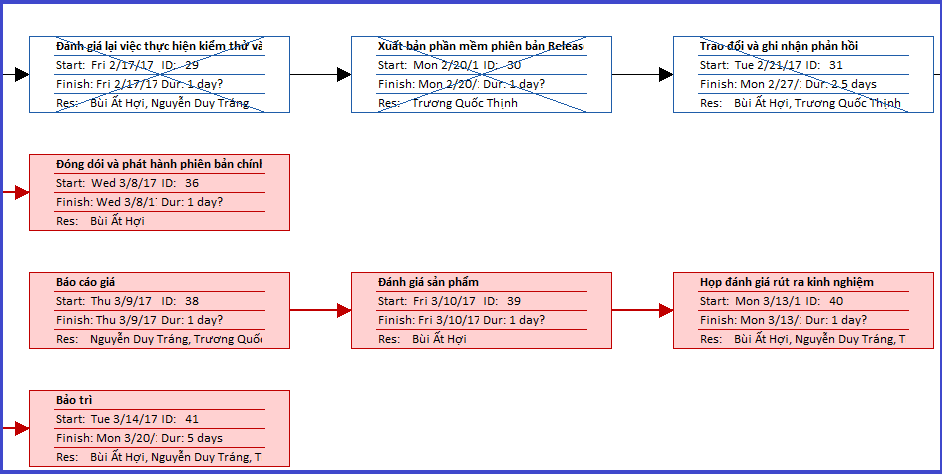 Đánh giá lại việc thực hiện kiểm thử và
Start: Fri 2/17/17 ID: 29
Finish: Fri 2/17/17 Dur: 1 day?
Res: Bùi Ất Hợi, Nguyễn Duy Tráng,
Xuất bản phần mềm phiên bản Releas
Start: Mon 2/20/1 ID: 30
Finish: Mon 2/20/ Dur: 1 day?
Res: Trương Quốc Thịnh
Trao đổi và ghi nhận phản hồi
Start: Tue 2/21/17 ID: 31
Finish: Mon 2/27/ Dur: 2.5 days
Res: Bùi Ất Hợi, Trương Quốc Thịnh
Đóng dói và phát hành phiên bản chính
Start: Wed 3/8/17 ID: 36
Finish: Wed 3/8/1 Dur: 1 day?
Res: Bùi Ất Hợi
Báo cáo giá
Start: Thu 3/9/17 ID: 38
Finish: Thu 3/9/17 Dur: 1 day?
Res: Nguyễn Duy Tráng, Trương Quốc
Đánh giá sản phẩm
Start: Fri 3/10/17 ID: 39
Finish: Fri 3/10/17 Dur: 1 day?
Res: Bùi Ất Hợi
Họp đánh giá rút ra kinh nghiệm
Start: Mon 3/13/1 ID: 40
Finish: Mon 3/13/ Dur: 1 day?
Res: Bùi Ất Hợi, Nguyễn Duy Tráng, T
Bảo trì
Start: Tue 3/14/17 ID: 41
Finish: Mon 3/20/ Dur: 5 days
Res: Bùi Ất Hợi, Nguyễn Duy Tráng, T